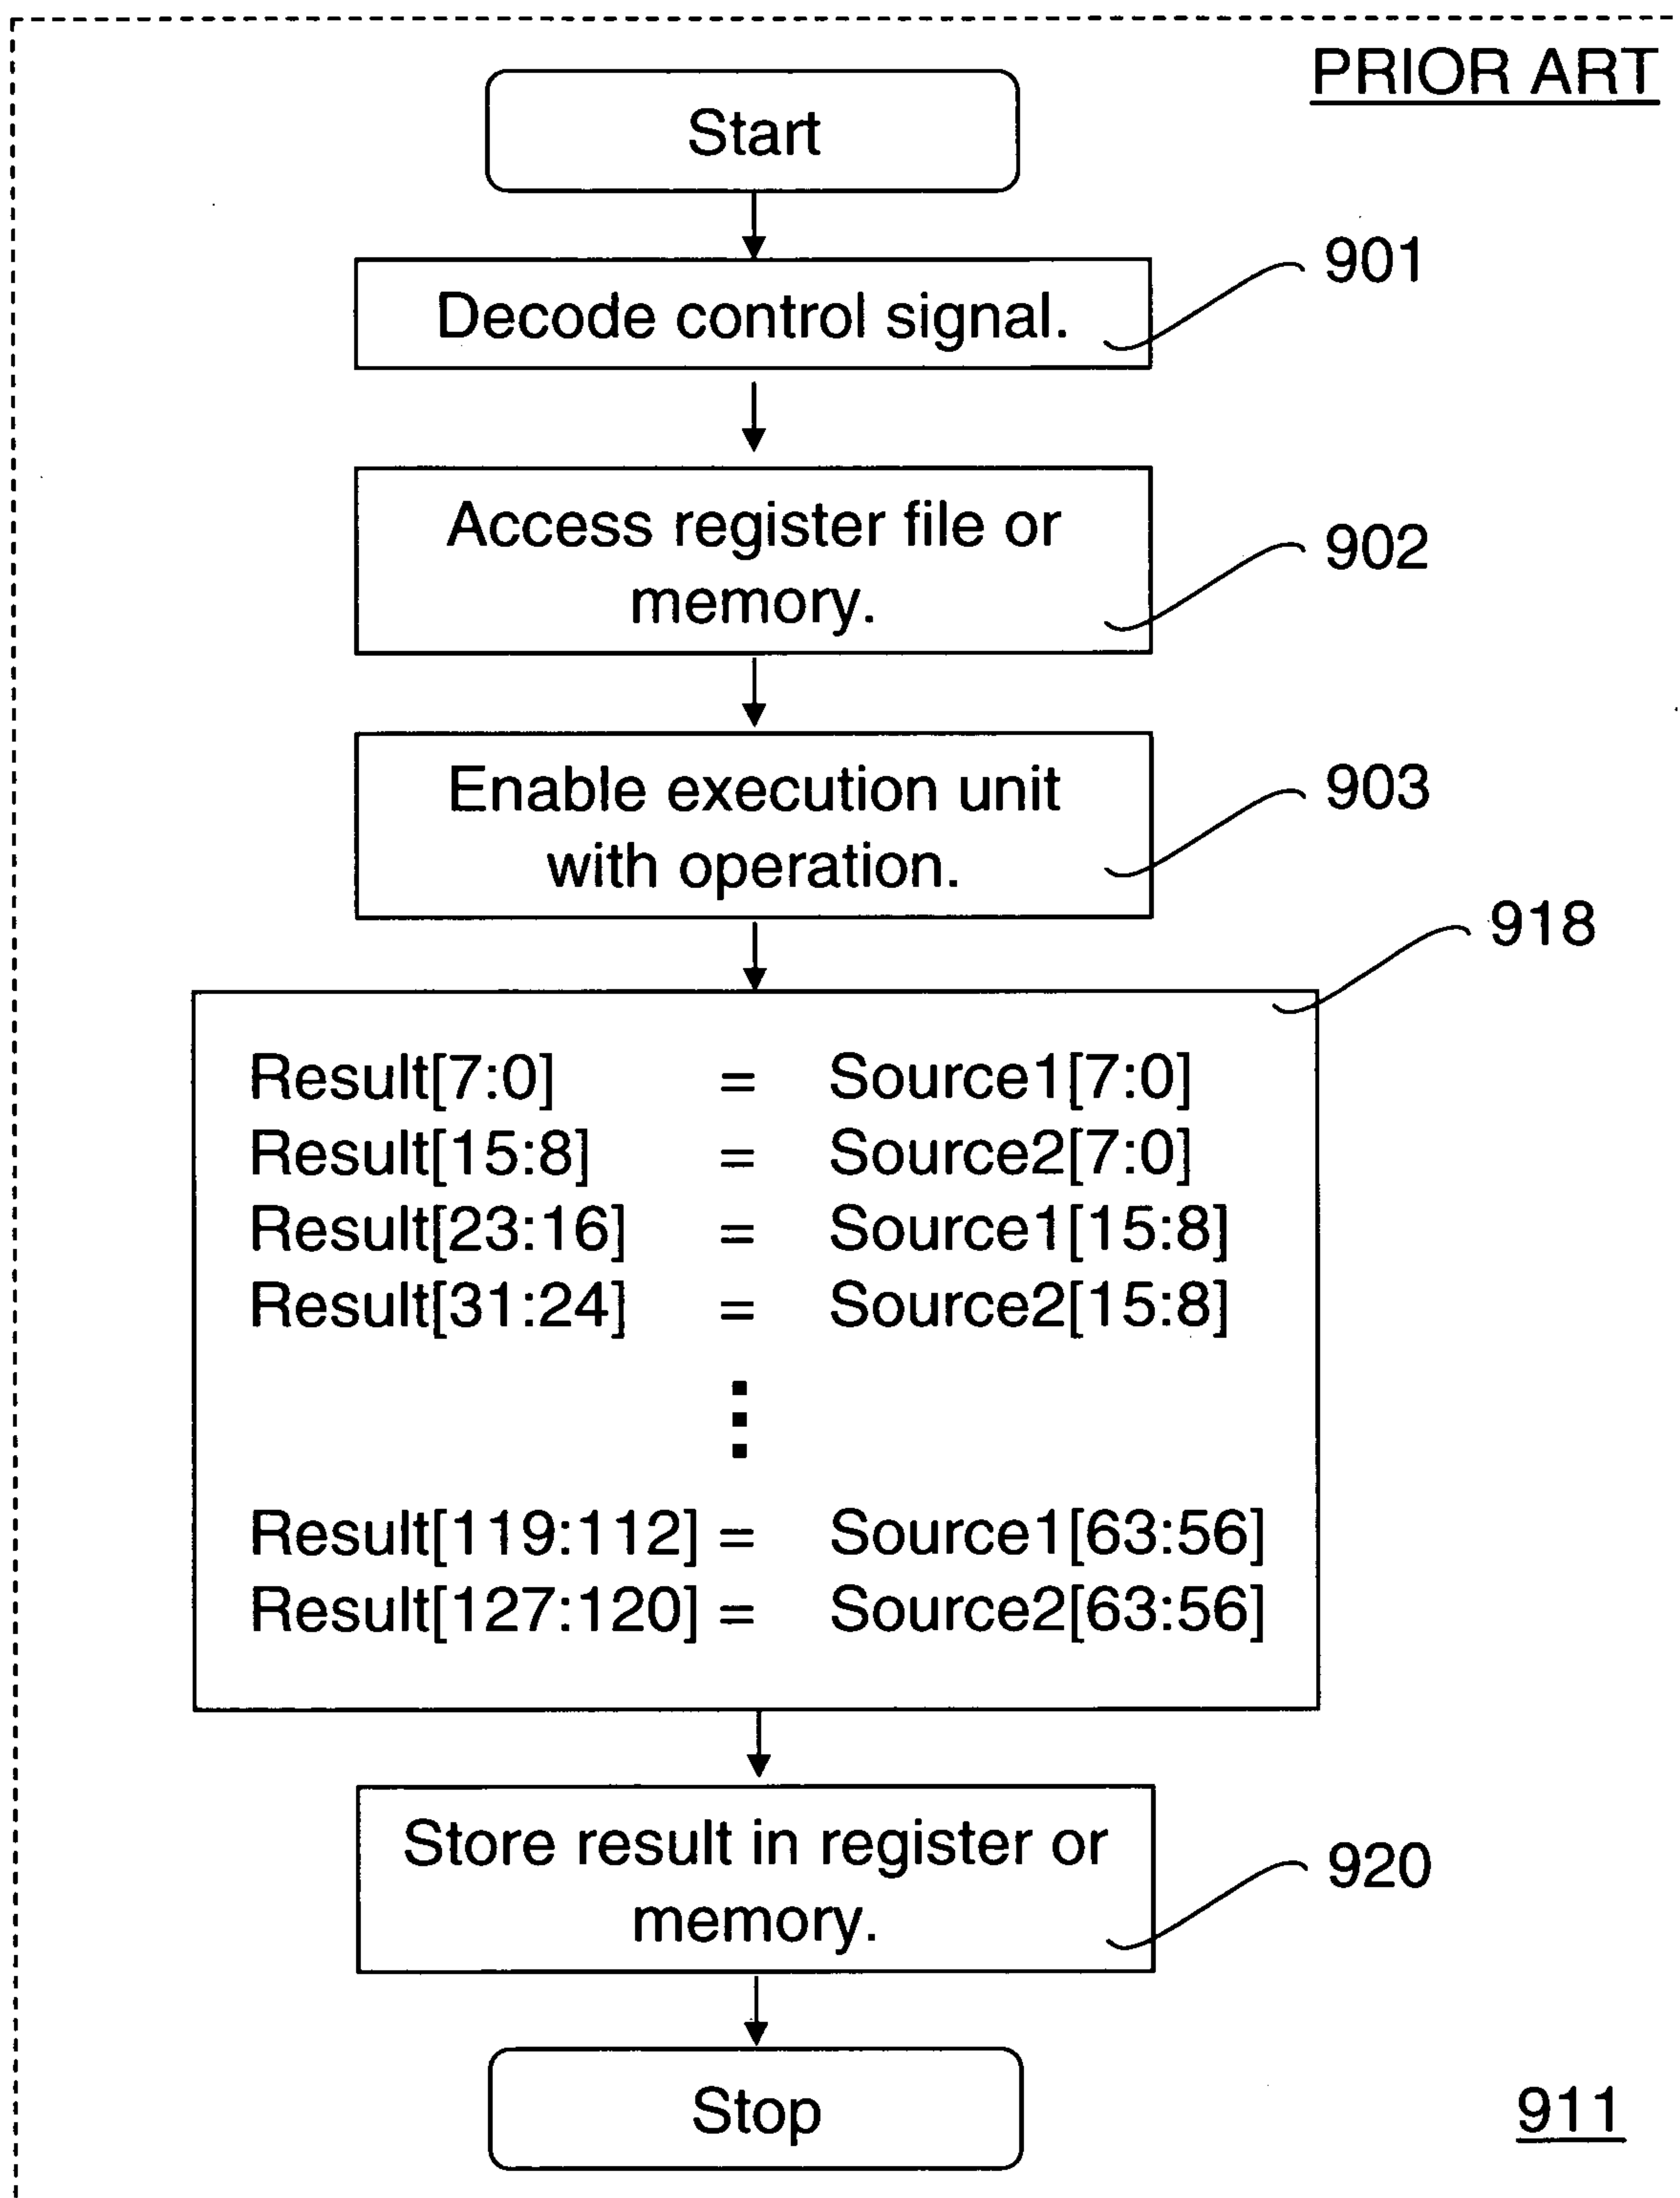 PRIOR ART
Start
901
Decode control signal.
902
Access register file or
memory.
903
Enable execution unit
with operation.
918
Result[7:0] = Source1[7:0]
Result[15:8] = Source2[7:0]
Result[23:16] = Source1[15:8]
Result[31:24] = Source2[15:8]
⋮
Result[119:112] = Source1[63:56]
Result[127:120] = Source2[63:56]
Store result in register or
memory.
920
Stop
911